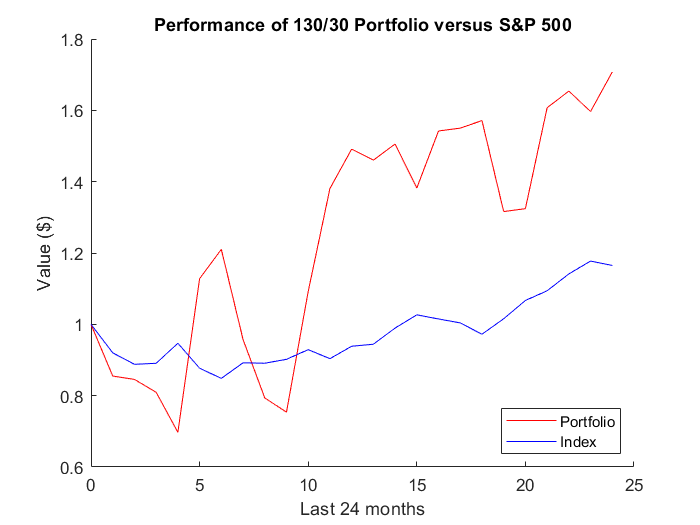 Performance of 130/30 Portfolio versus S&P 500
1.8
1.6
1.4
1.2
1
0.8
0.6
Value ($)
0 5 10 15 20 25
Last 24 months
Portfolio
Index